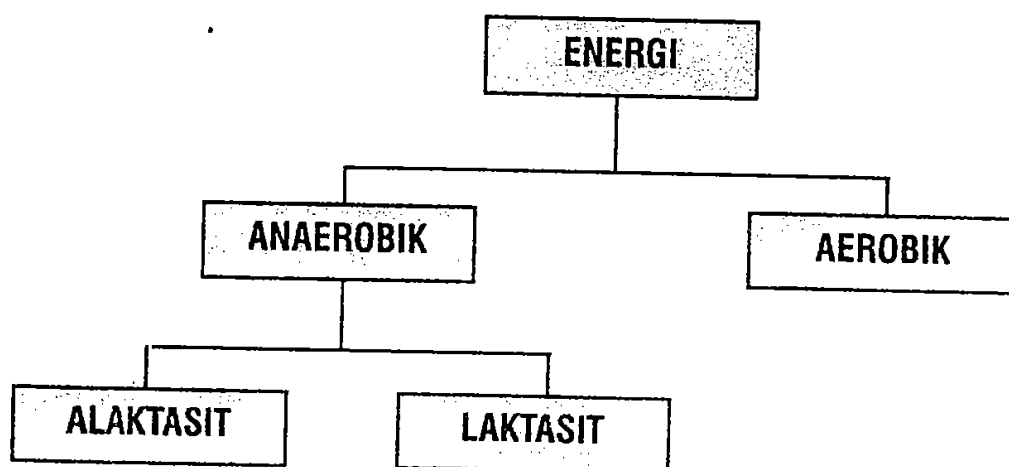 ENERGI
ANAEROBIK
AEROBIK
ALAKTASIT
LAKTASIT